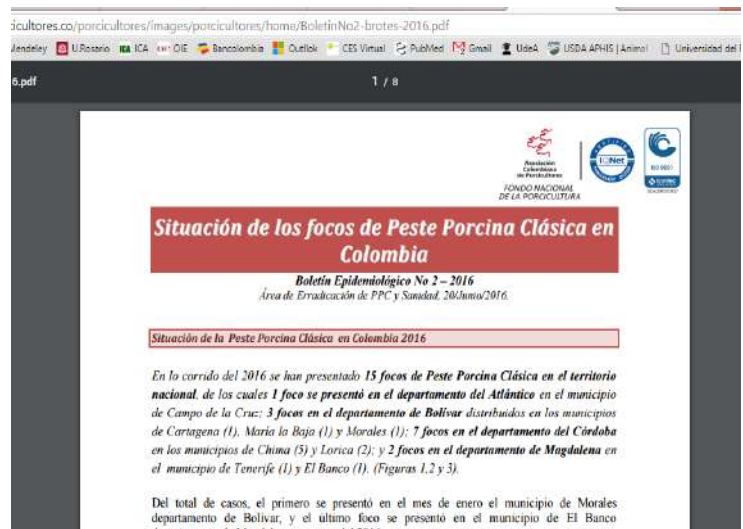 icultores.co/porcicultores/images/porcicultores/home/BoletinNo2-brotes-2016.pdf
Mendeley U.Rosario ICA ICA OIE Bancolombia Outllok CES Virtual PubMed Gmail UdeA USDA APHIS | Animal Universidad del
6.pdf 1 / 8
Asociación
Colombiana
de Porcicultores
FONDO NACIONAL
DE LA PORCICULTURA
IQNet
ISO 9001
Situación de los focos de Peste Porcina Clásica en
Colombia
Boletín Epidemiológico No 2 – 2016
Área de Erradicación de PPC y Sanidad, 20/Junio/2016.
Situación de la Peste Porcina Clásica en Colombia 2016
En lo corrido del 2016 se han presentado 15 focos de Peste Porcina Clásica en el territorio
nacional, de los cuales 1 foco se presentó en el departamento del Atlántico en el municipio
de Campo de la Cruz; 3 focos en el departamento de Bolívar distribuidos en los municipios
de Cartagena (1), María la Baja (1) y Morales (1); 7 focos en el departamento del Córdoba
en los municipios de Chima (5) y Lorica (2); y 2 focos en el departamento de Magdalena en
el municipio de Tenerife (1) y El Banco (1). (Figuras 1,2 y 3).
Del total de casos, el primero se presentó en el mes de enero el municipio de Morales
departamento de Bolívar, y el último foco se presentó en el municipio de El Banco